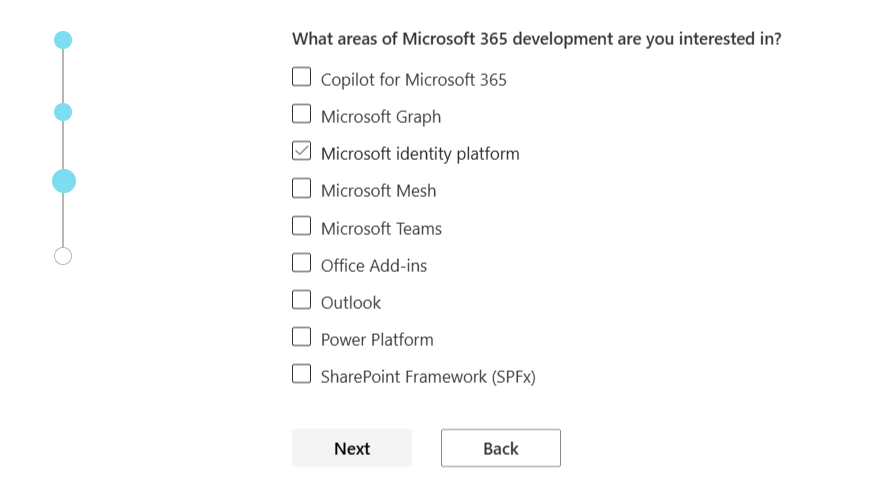 What areas of Microsoft 365 development are you interested in?
Copilot for Microsoft 365
Microsoft Graph
Microsoft identity platform
Microsoft Mesh
Microsoft Teams
Office Add-ins
Outlook
Power Platform
SharePoint Framework (SPFx)
Next
Back